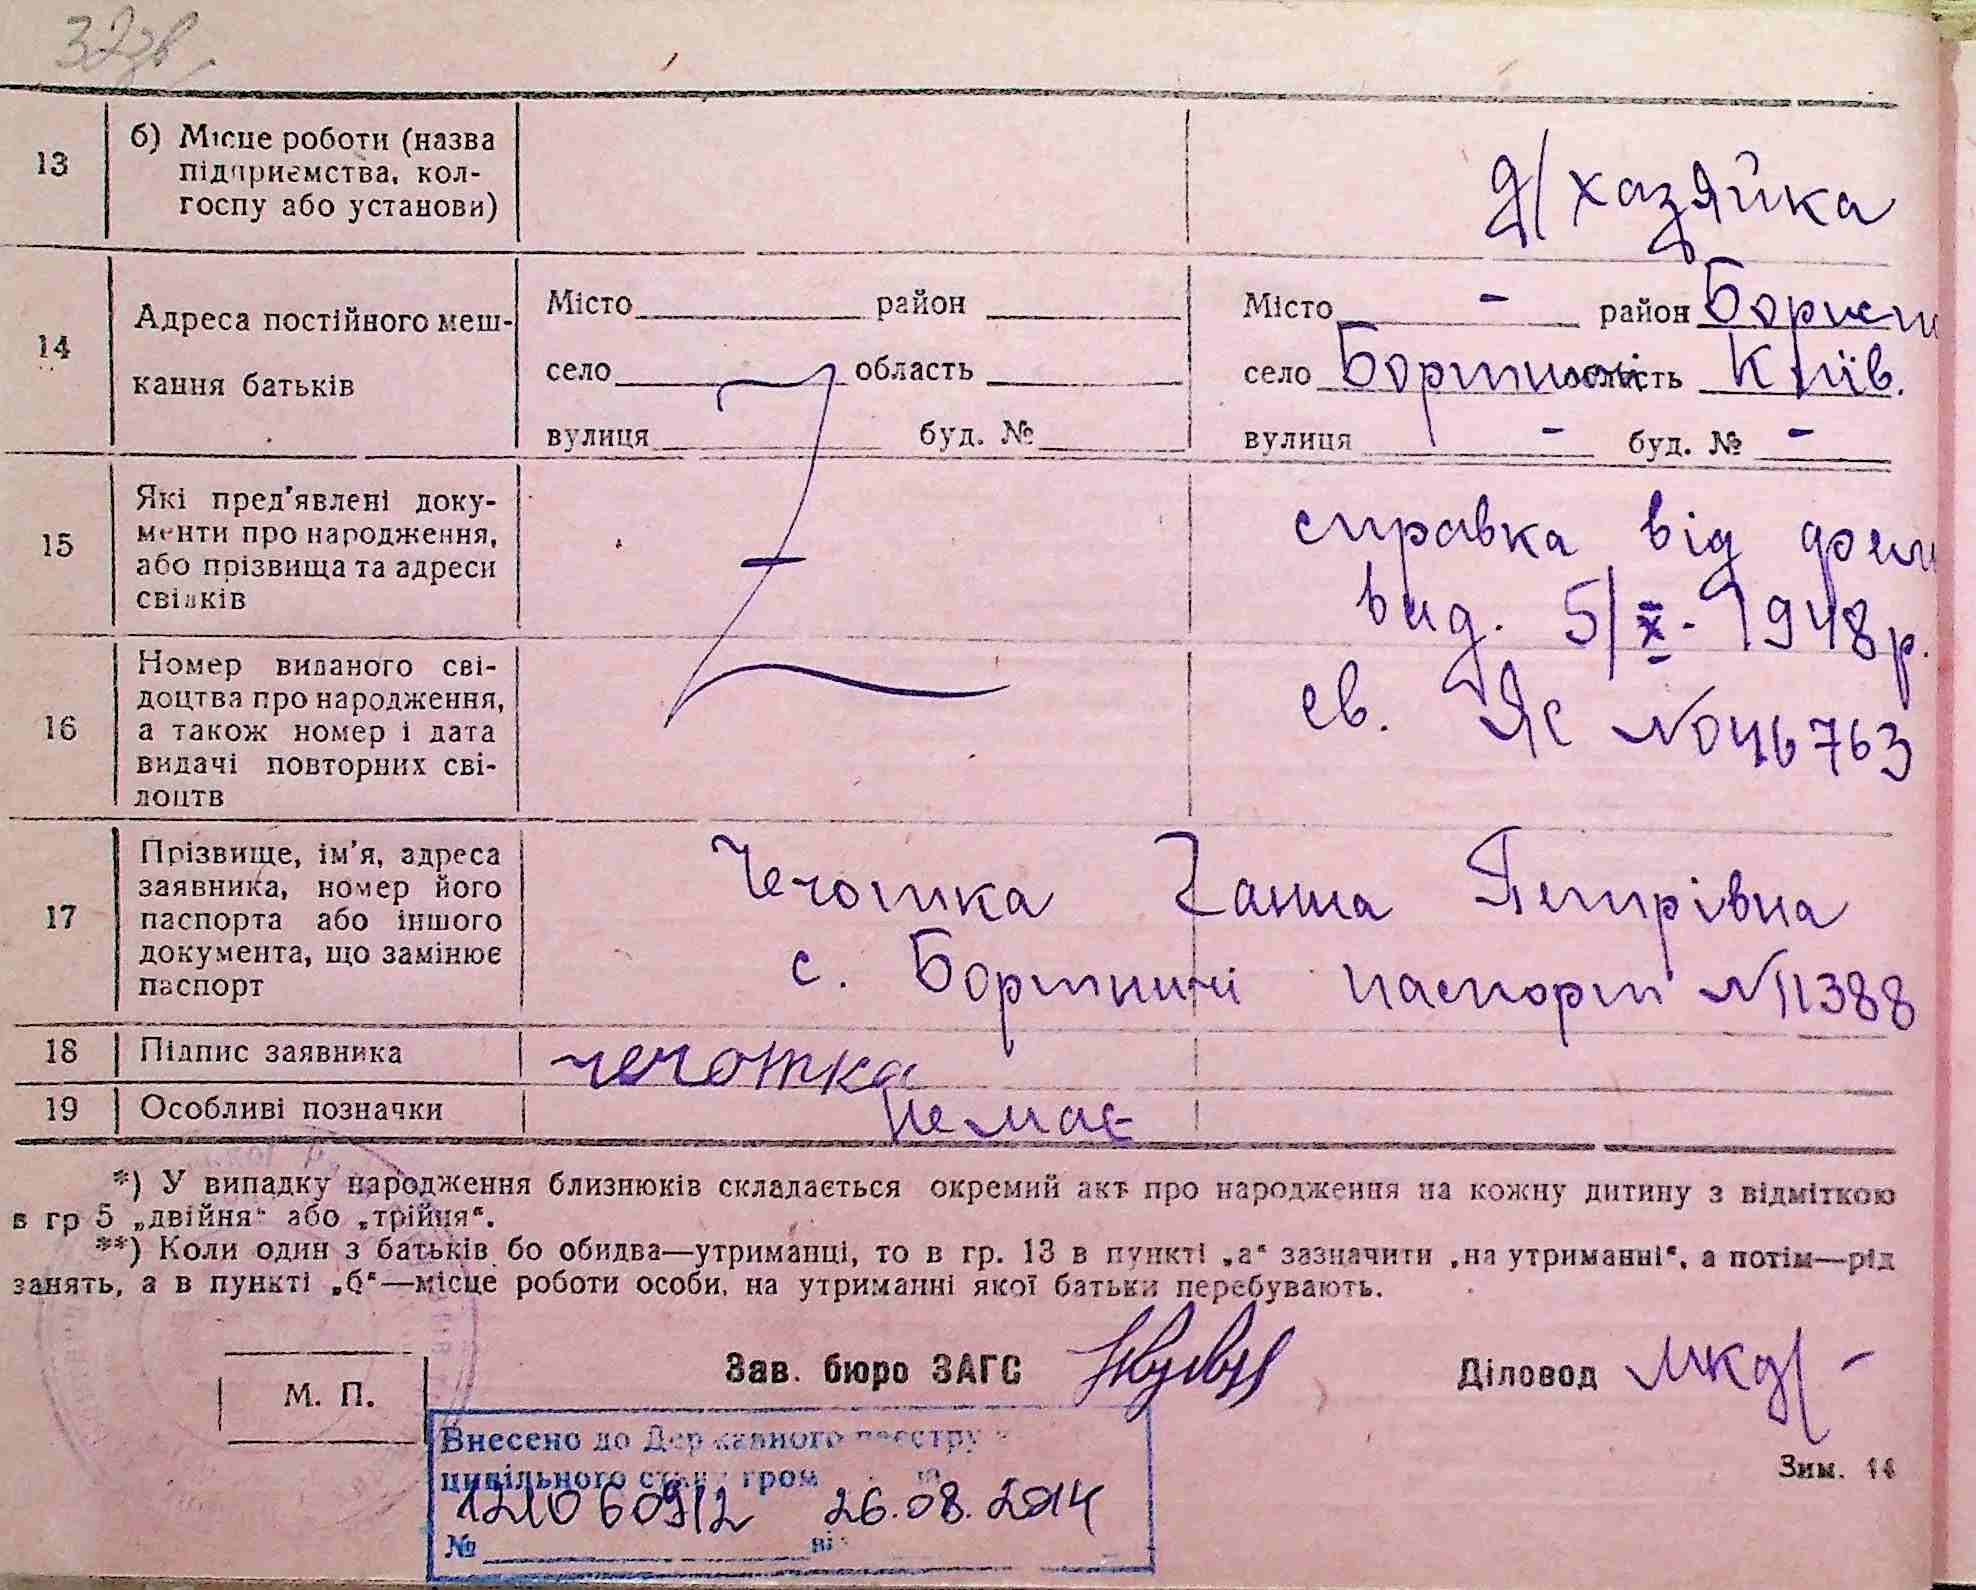 32зв
13 б) Місце роботи (назва підприємства, колгоспу або установи) д/хазяйка
14 Адреса постійного меш-
кання батьків
Місто район Місто - район Борисп
село область село Бортничі область Київ.
вулиця буд. № вулиця - буд. № -
15 Які пред'явлені доку-
менти про народження,
або прізвища та адреси
свідків
справка від
вид. 5/X - 1948р.
16 Номер виданого сві-
доцтва про народження,
а також номер і дата
видачі повторних сві-
доцтв
св. ЯС №046763
17 Прізвище, ім'я, адреса
заявника, номер його
паспорта або іншого
документа, що замінює
паспорт
Чечотка Ганна Петрівна
с. Бортничі паспорт №11388
18 Підпис заявника чечотка
19 Особливі позначки немає
*) У випадку народження близнюків складається окремий акт про народження на кожну дитину з відміткою
в гр 5 „двійня“ або „трійня“.
**) Коли один з батьків бо обидва—утриманці, то в гр. 13 в пункті „а“ зазначити „на утриманні“, а потім—рід
занять, а в пункті „б“—місце роботи особи, на утриманні якої батьки перебувають.
Зав. бюро ЗАГС Діловод
М. П.
Зим. 14
Внесено до Державного реєстру
цивільного стану гром
121060912 26.08.2014
№ від